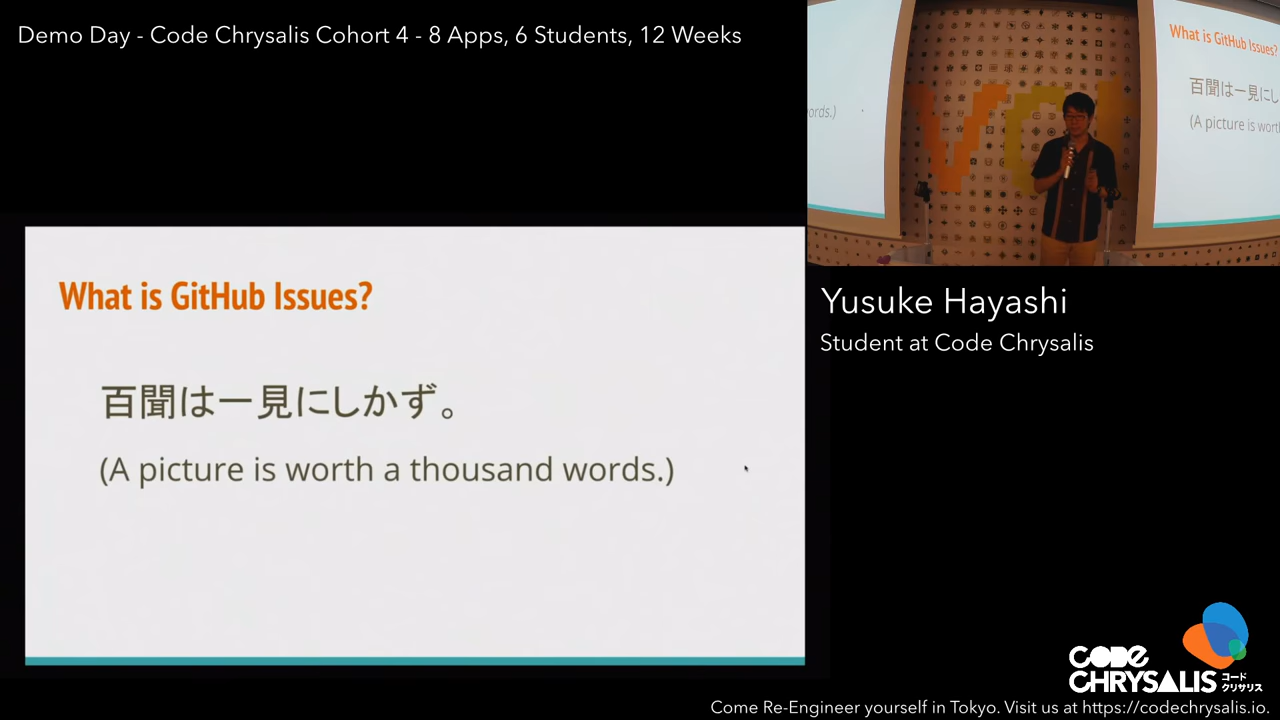 Demo Day - Code Chrysalis Cohort 4 - 8 Apps, 6 Students, 12 Weeks
What is GitHub Issues?
百聞は一見にしかず。
(A picture is worth a thousand words.)
ords.)
What is GitHub Issues?
百聞は一見にし
(A picture is worth
Yusuke Hayashi
Student at Code Chrysalis
CODE
CHRYSALIS
コード
クリサリス
Come Re-Engineer yourself in Tokyo. Visit us at https://codechrysalis.io.